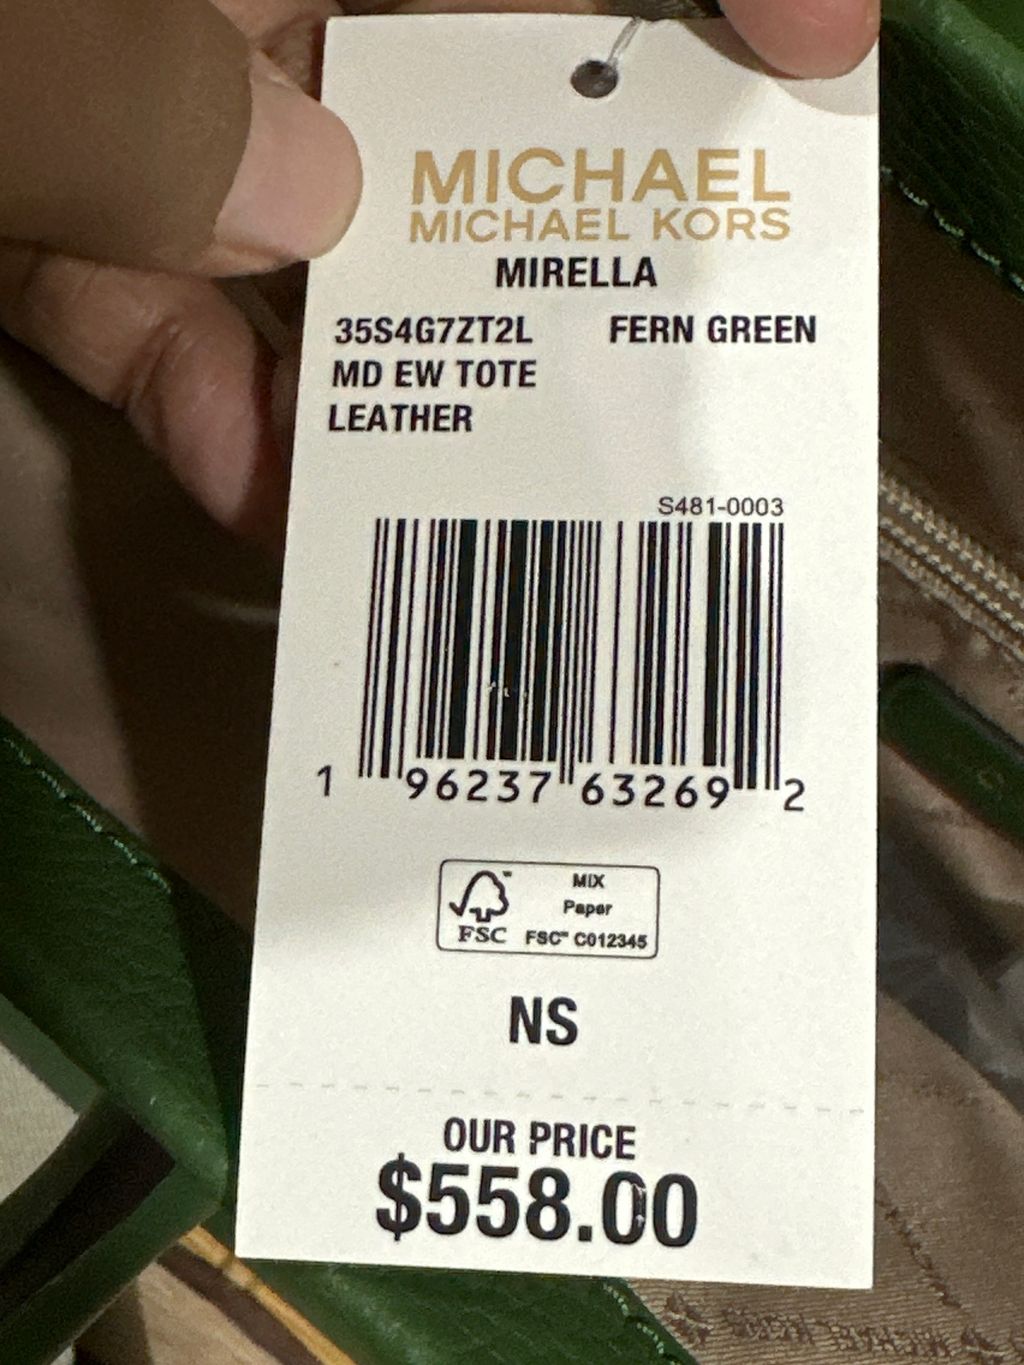 MICHAEL
MICHAEL KORS
MIRELLA
35S4G7ZT2L FERN GREEN
MD EW TOTE
LEATHER
S481-0003
1 96237 63269 2
MIX
Paper
FSC FSC™ C012345
NS
OUR PRICE
$558.00